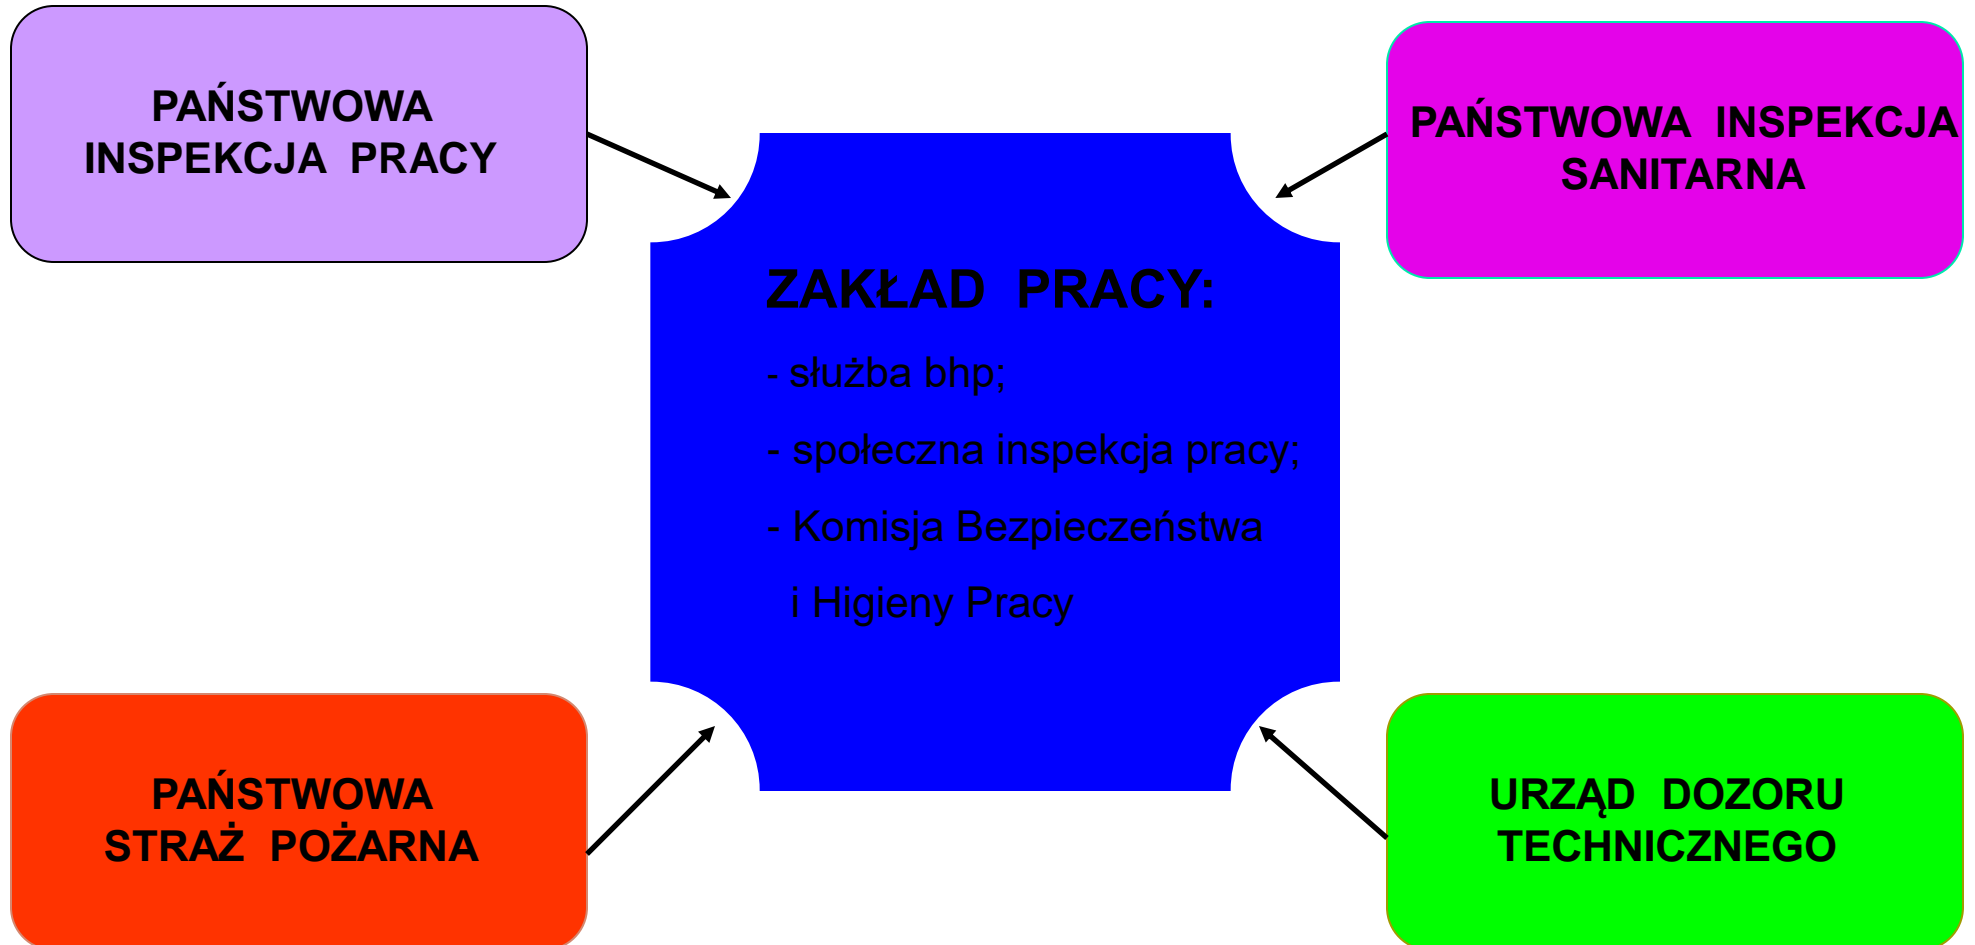 PAŃSTWOWA
INSPEKCJA PRACY
PAŃSTWOWA INSPEKCJA
SANITARNA
ZAKŁAD PRACY:
- służba bhp;
- społeczna inspekcja pracy;
- Komisja Bezpieczeństwa
i Higieny Pracy
PAŃSTWOWA
STRAŻ POŻARNA
URZĄD DOZORU
TECHNICZNEGO